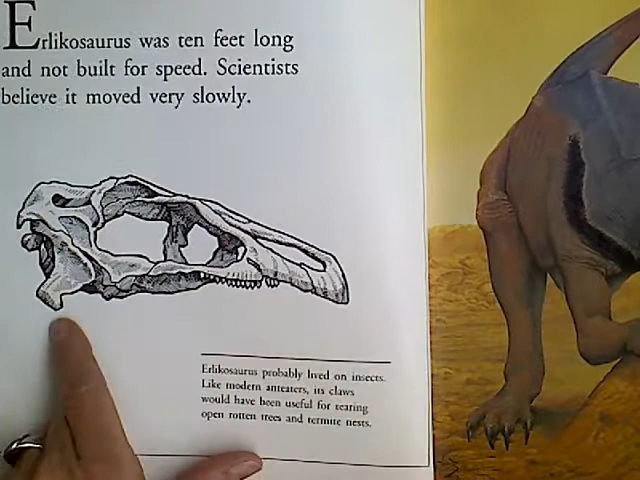 Erlikosaurus was ten feet long
and not built for speed. Scientists
believe it moved very slowly.
Erlikosaurus probably lived on insects.
Like modern anteaters, its claws
would have been useful for tearing
open rotten trees and termite nests.